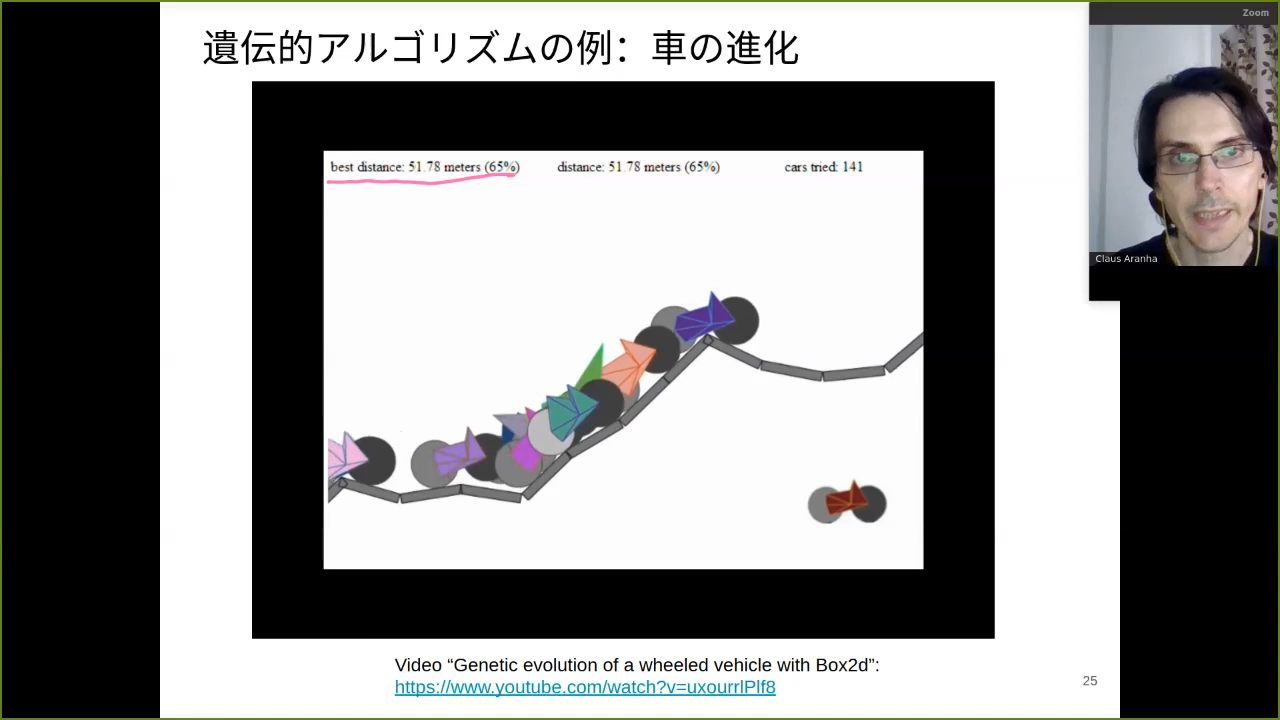 遺伝的アルゴリズムの例：車の進化
Zoom
best distance: 51.78 meters (65%) distance: 51.78 meters (65%) cars tried: 141
Claus Aranha
Video “Genetic evolution of a wheeled vehicle with Box2d”:
https://www.youtube.com/watch?v=uxourrlPlf8
25